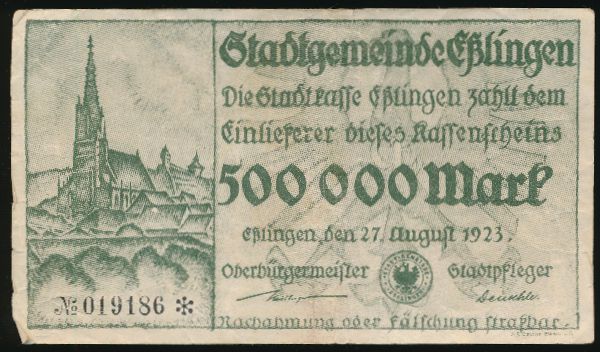 Stadtgemeinde Eßlingen
Die Stadtkasse Eßlingen zahlt dem
Einlieferer dieses Kassenscheins
500 000 Mark
Eßlingen, den 27. August 1923.
Oberbürgermeister Stadtpfleger
№ 019186 *
Nachahmung oder Fälschung strafbar.